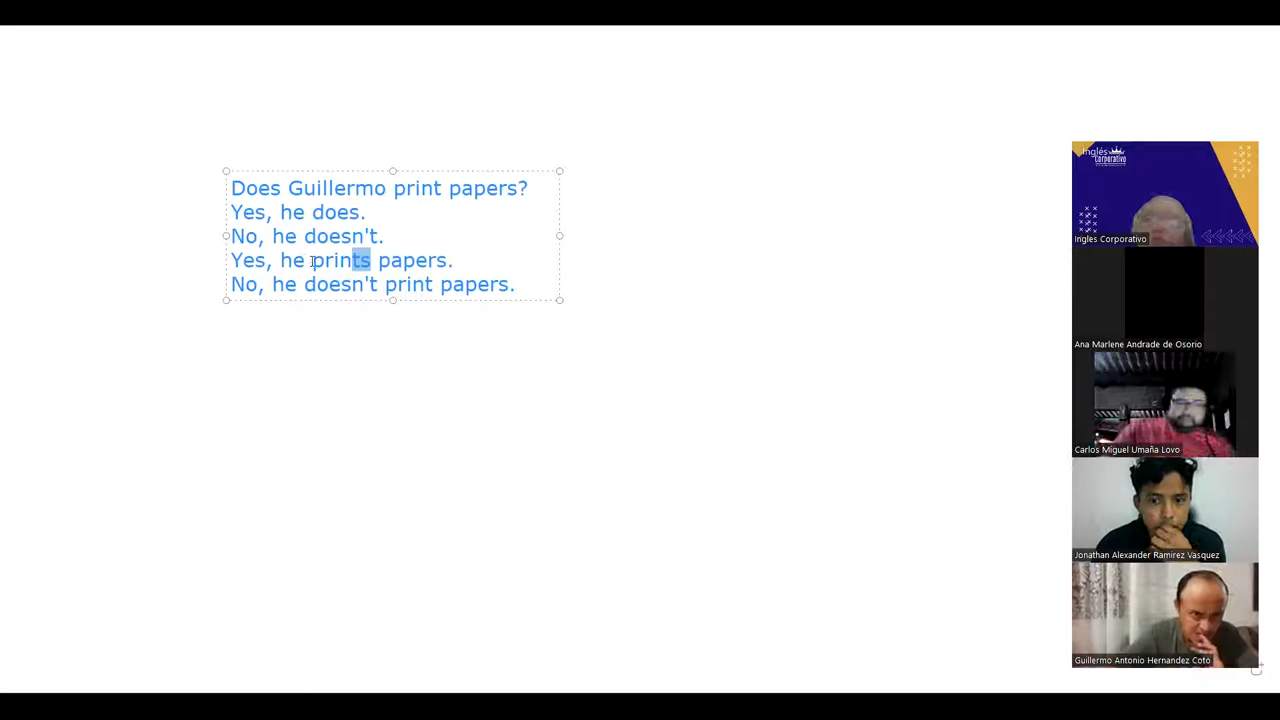 Does Guillermo print papers?
Yes, he does.
No, he doesn't.
Yes, he prints papers.
No, he doesn't print papers.
Inglés
corporativo
Ingles Corporativo
Ana Marlene Andrade de Osorio
Carlos Miguel Umaña Lovo
Jonathan Alexander Ramirez Vasquez
Guillermo Antonio Hernandez Coto